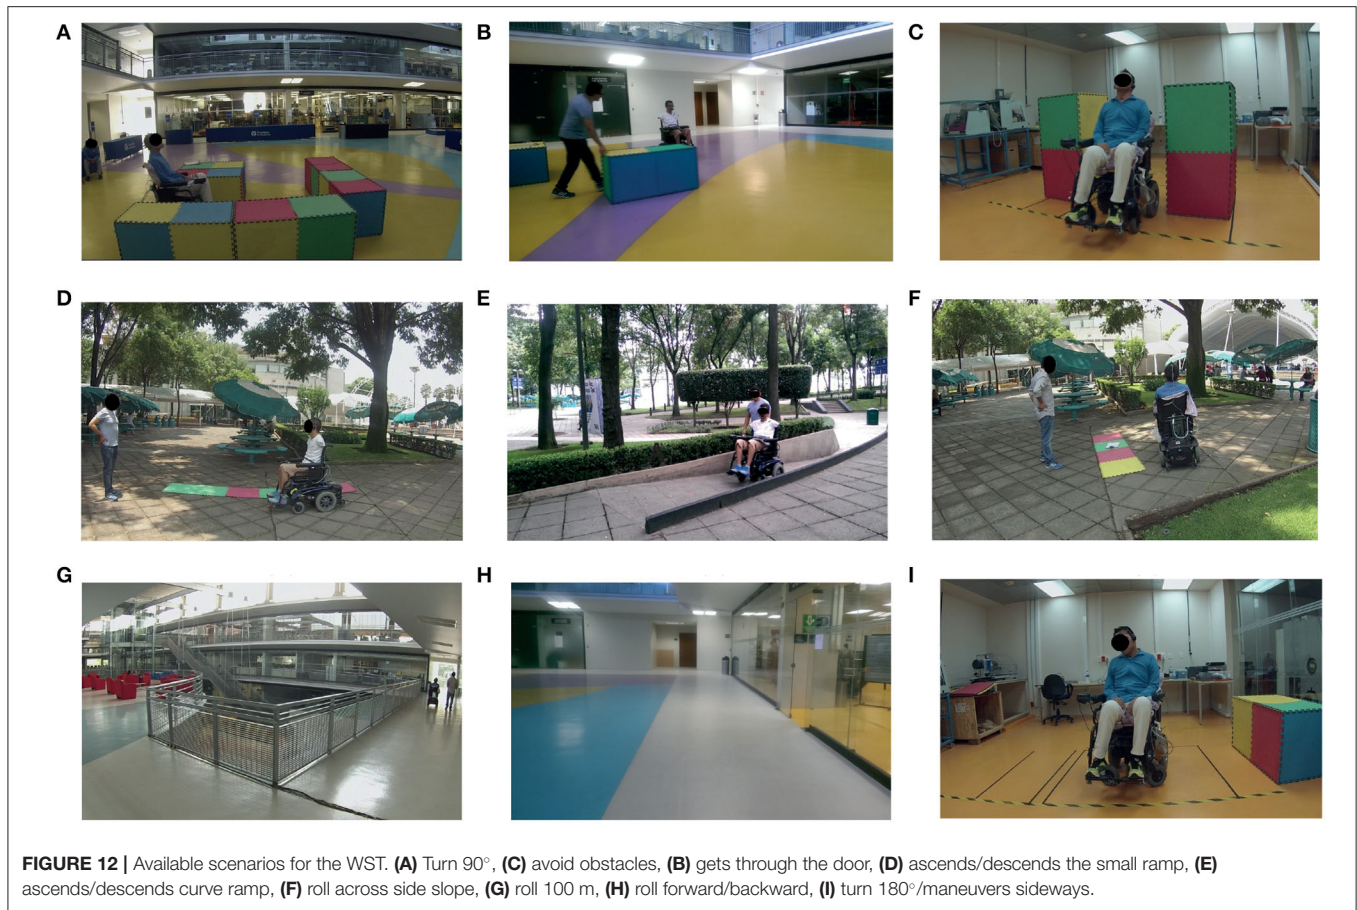 A
B
C
D
E
F
G
H
I
FIGURE 12 | Available scenarios for the WST. (A) Turn 90°, (C) avoid obstacles, (B) gets through the door, (D) ascends/descends the small ramp, (E)
ascends/descends curve ramp, (F) roll across side slope, (G) roll 100 m, (H) roll forward/backward, (I) turn 180°/maneuvers sideways.